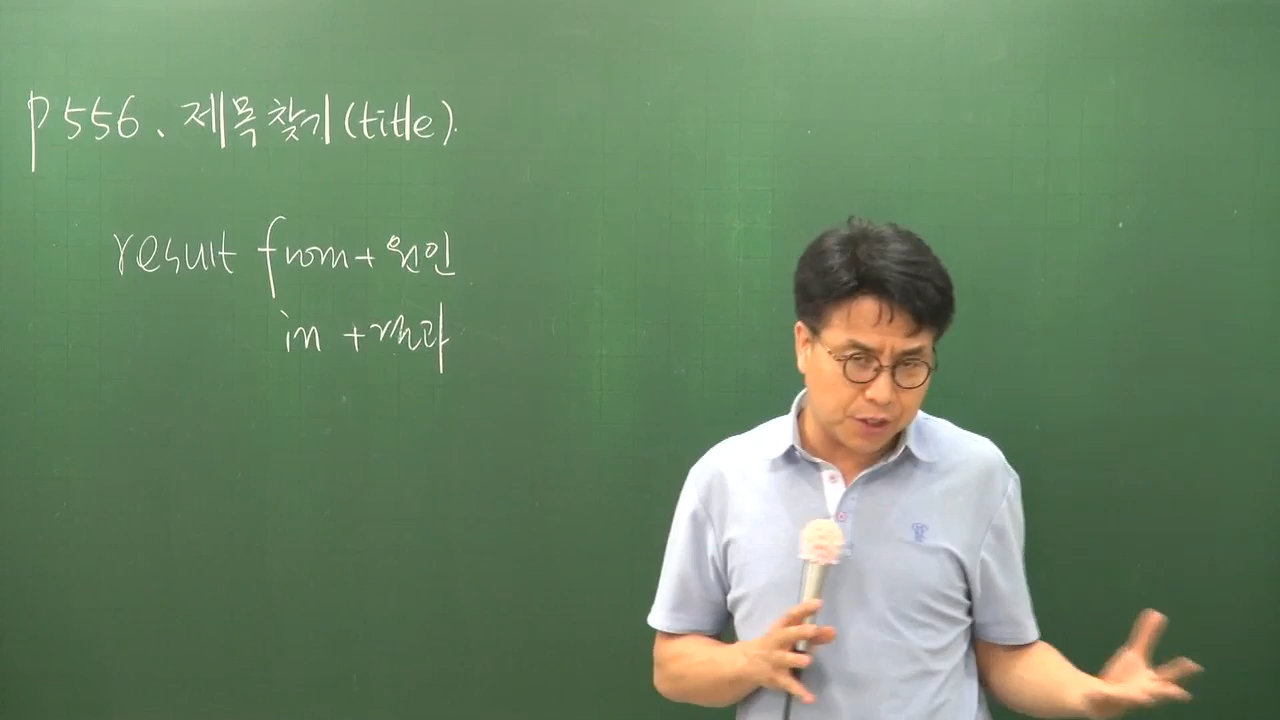 p556. 제목찾기(title).
result from + 원인
in + 결과